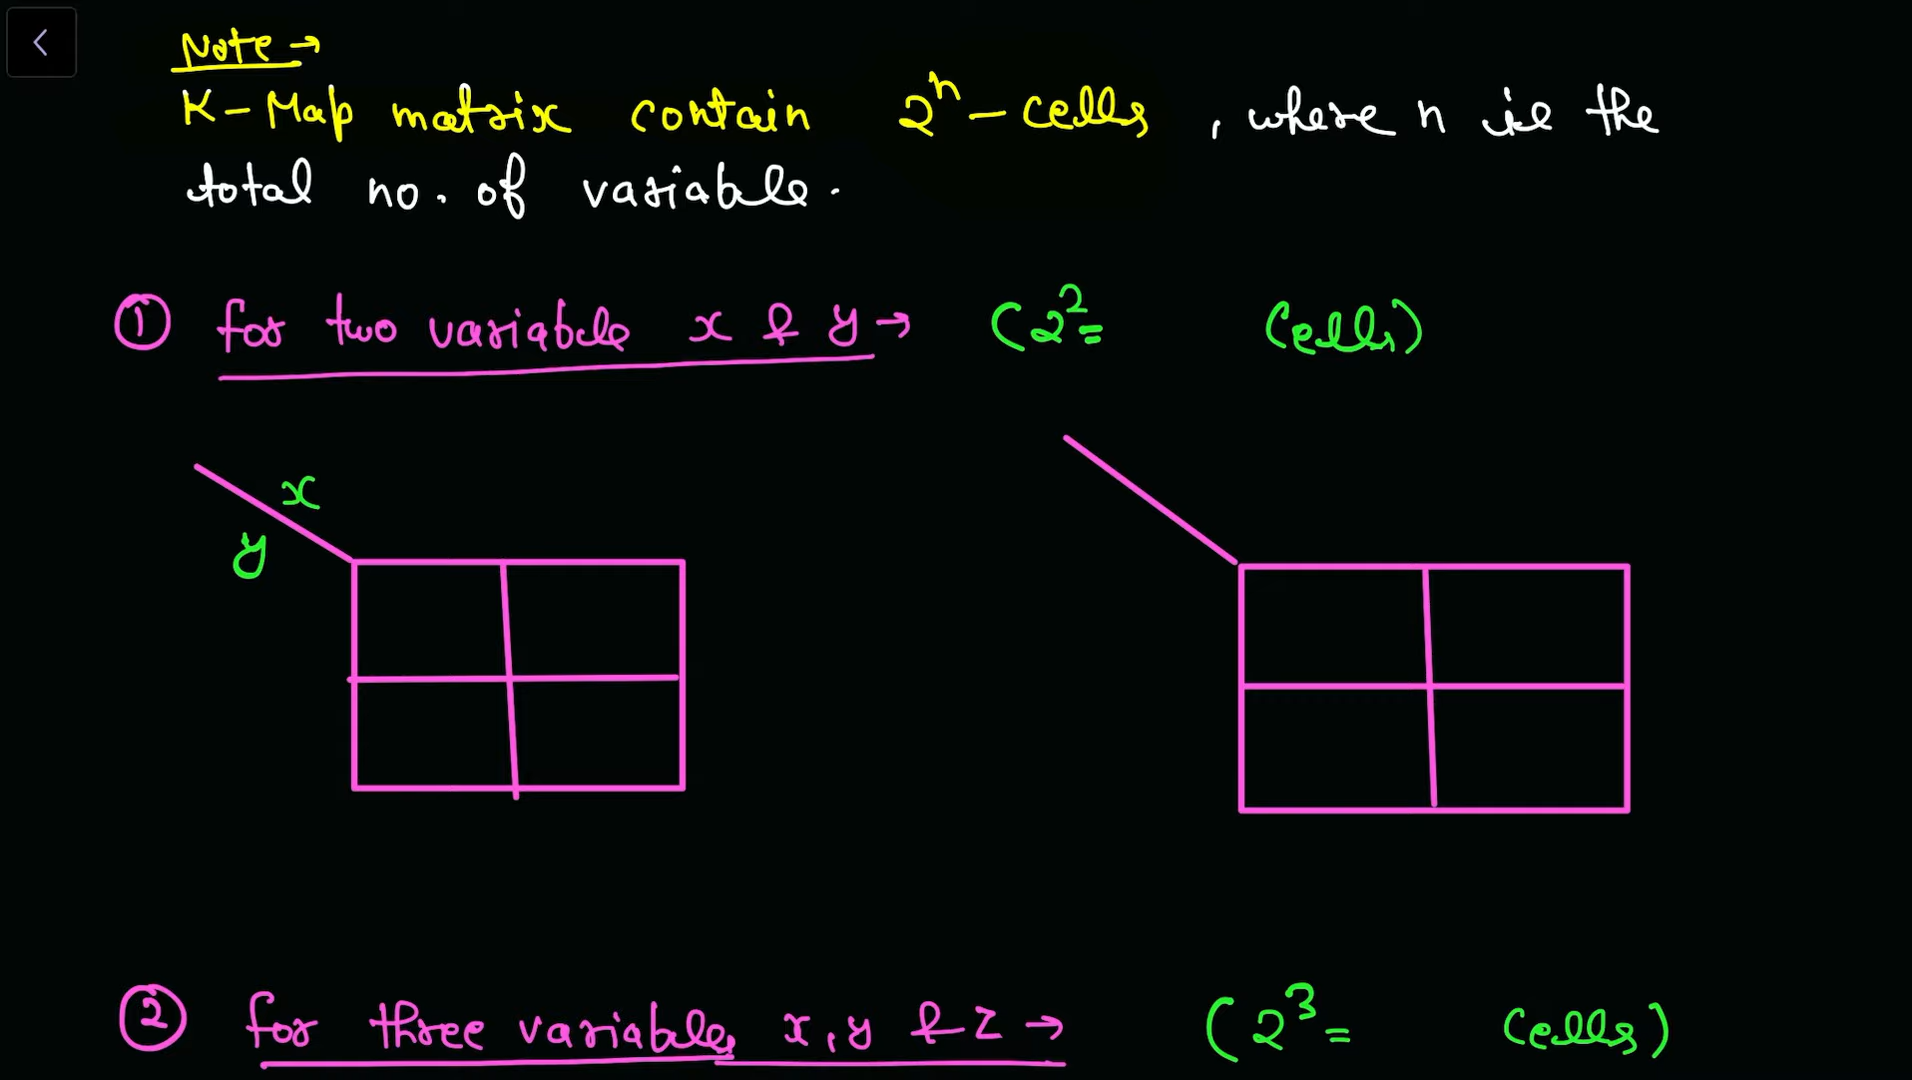 Note →
K-Map matrix contain 2ⁿ-cells, where n is the
total no. of variable.
① for two variable x & y → (2² = cells)
x
y
② for three variables x, y & z → (2³ = cells)